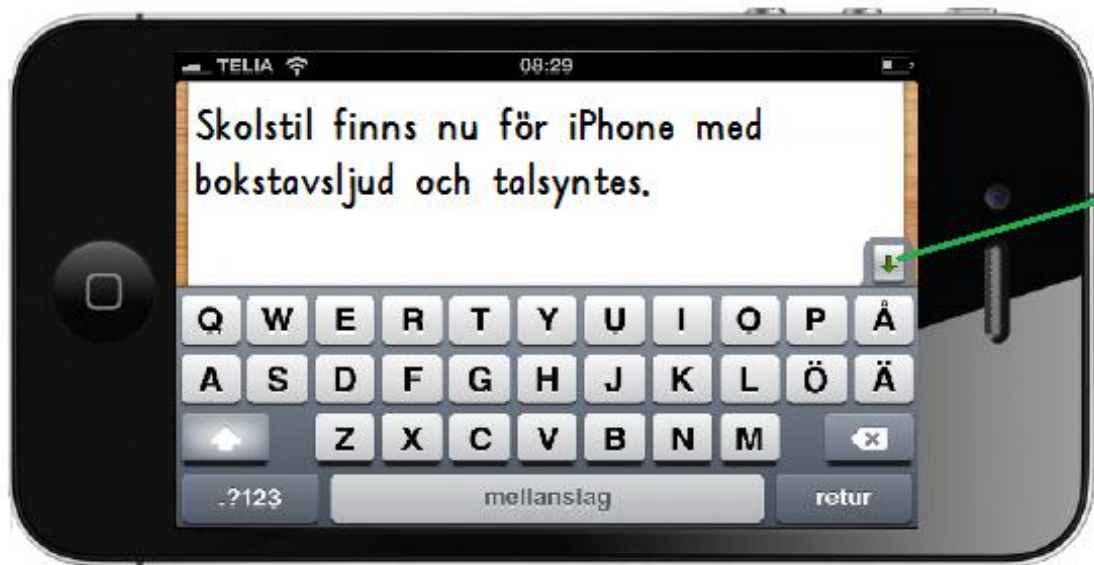 TELIA 08:29
Skolstil finns nu för iPhone med
bokstavsljud och talsyntes.
Q W E R T Y U I O P Å
A S D F G H J K L Ö Ä
Z X C V B N M
.?123 mellanslag retur